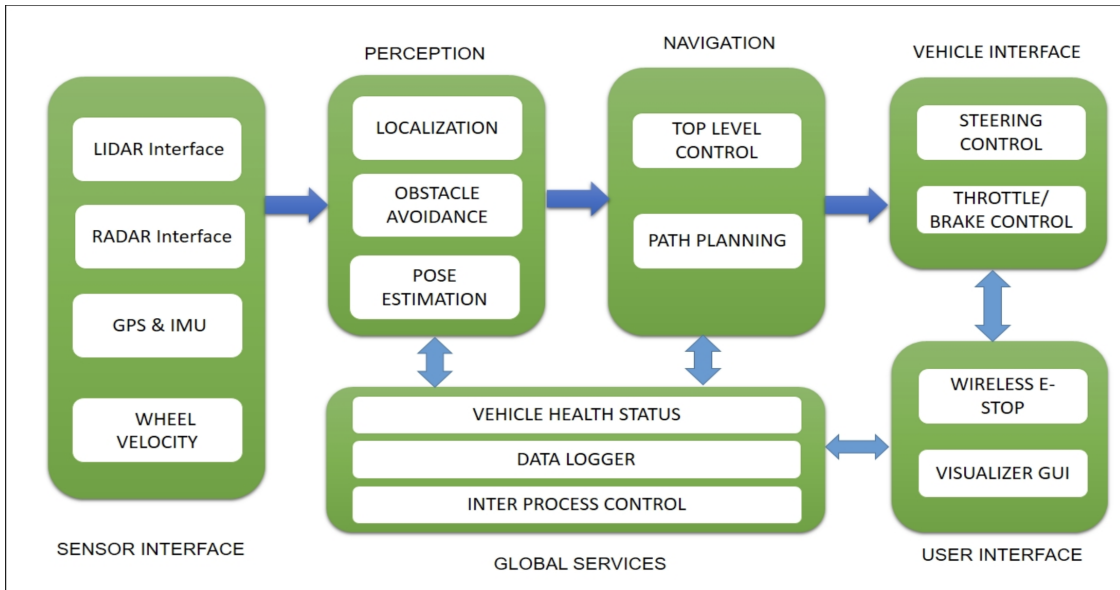 PERCEPTION
NAVIGATION
VEHICLE INTERFACE
LIDAR Interface
RADAR Interface
GPS & IMU
WHEEL
VELOCITY
SENSOR INTERFACE
LOCALIZATION
OBSTACLE
AVOIDANCE
POSE
ESTIMATION
TOP LEVEL
CONTROL
PATH PLANNING
STEERING
CONTROL
THROTTLE/
BRAKE CONTROL
VEHICLE HEALTH STATUS
DATA LOGGER
INTER PROCESS CONTROL
GLOBAL SERVICES
WIRELESS E-
STOP
VISUALIZER GUI
USER INTERFACE